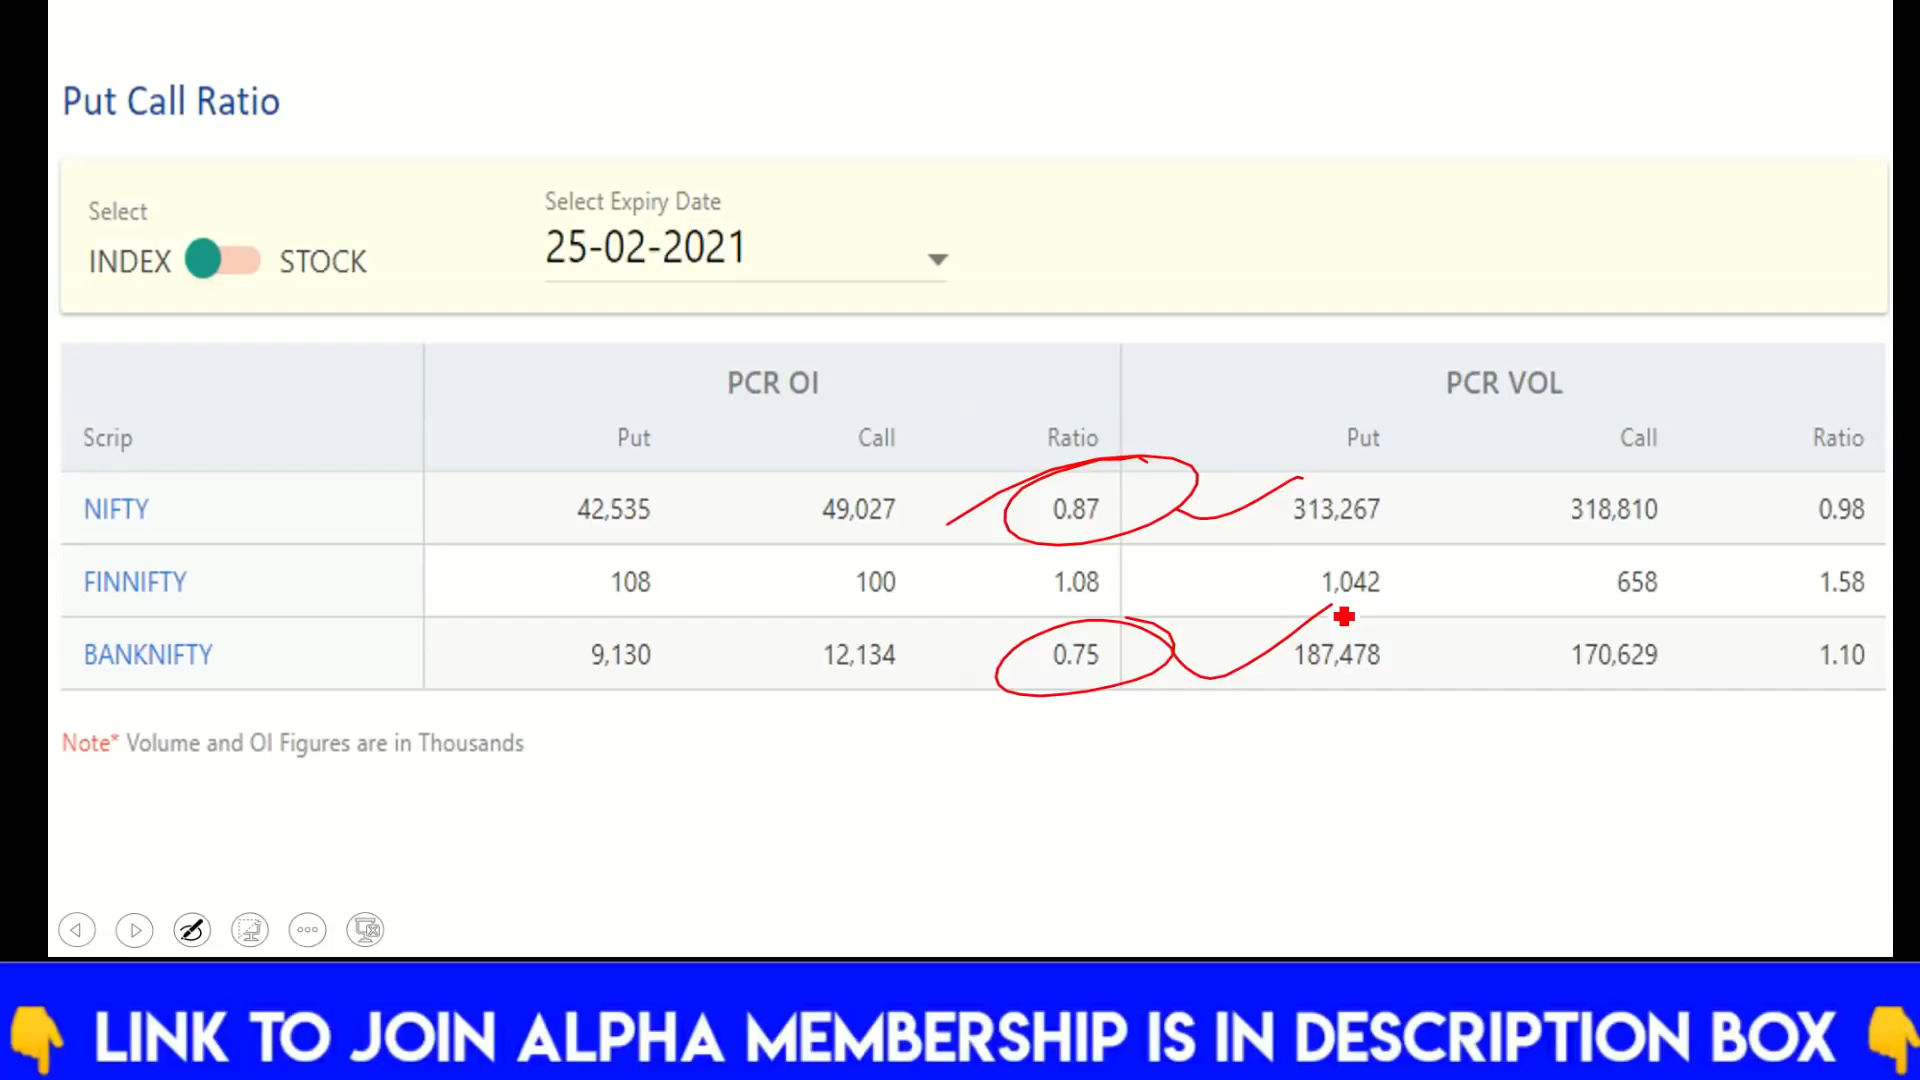 Put Call Ratio
Select
INDEX STOCK
Select Expiry Date
25-02-2021
PCR OI PCR VOL
Scrip Put Call Ratio Put Call Ratio
NIFTY 42,535 49,027 0.87 313,267 318,810 0.98
FINNIFTY 108 100 1.08 1,042 658 1.58
BANKNIFTY 9,130 12,134 0.75 187,478 170,629 1.10
Note* Volume and OI Figures are in Thousands
LINK TO JOIN ALPHA MEMBERSHIP IS IN DESCRIPTION BOX